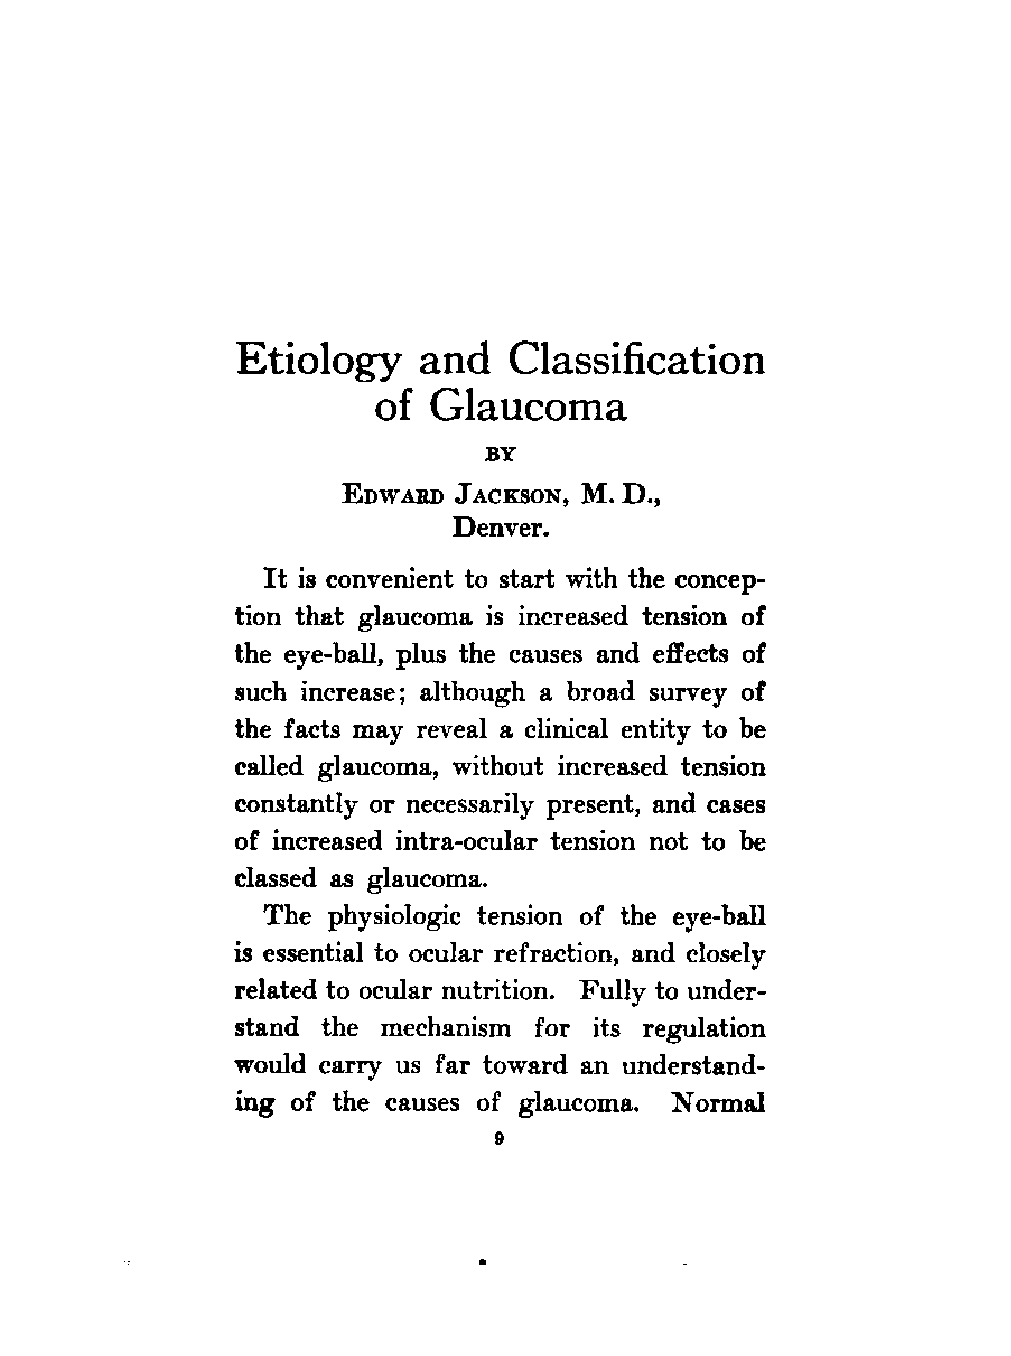 Etiology and Classification
of Glaucoma
BY
EDWARD JACKSON, M. D.,
Denver.
It is convenient to start with the concep-
tion that glaucoma is increased tension of
the eye-ball, plus the causes and effects of
such increase; although a broad survey of
the facts may reveal a clinical entity to be
called glaucoma, without increased tension
constantly or necessarily present, and cases
of increased intra-ocular tension not to be
classed as glaucoma.
The physiologic tension of the eye-ball
is essential to ocular refraction, and closely
related to ocular nutrition. Fully to under-
stand the mechanism for its regulation
would carry us far toward an understand-
ing of the causes of glaucoma. Normal
9